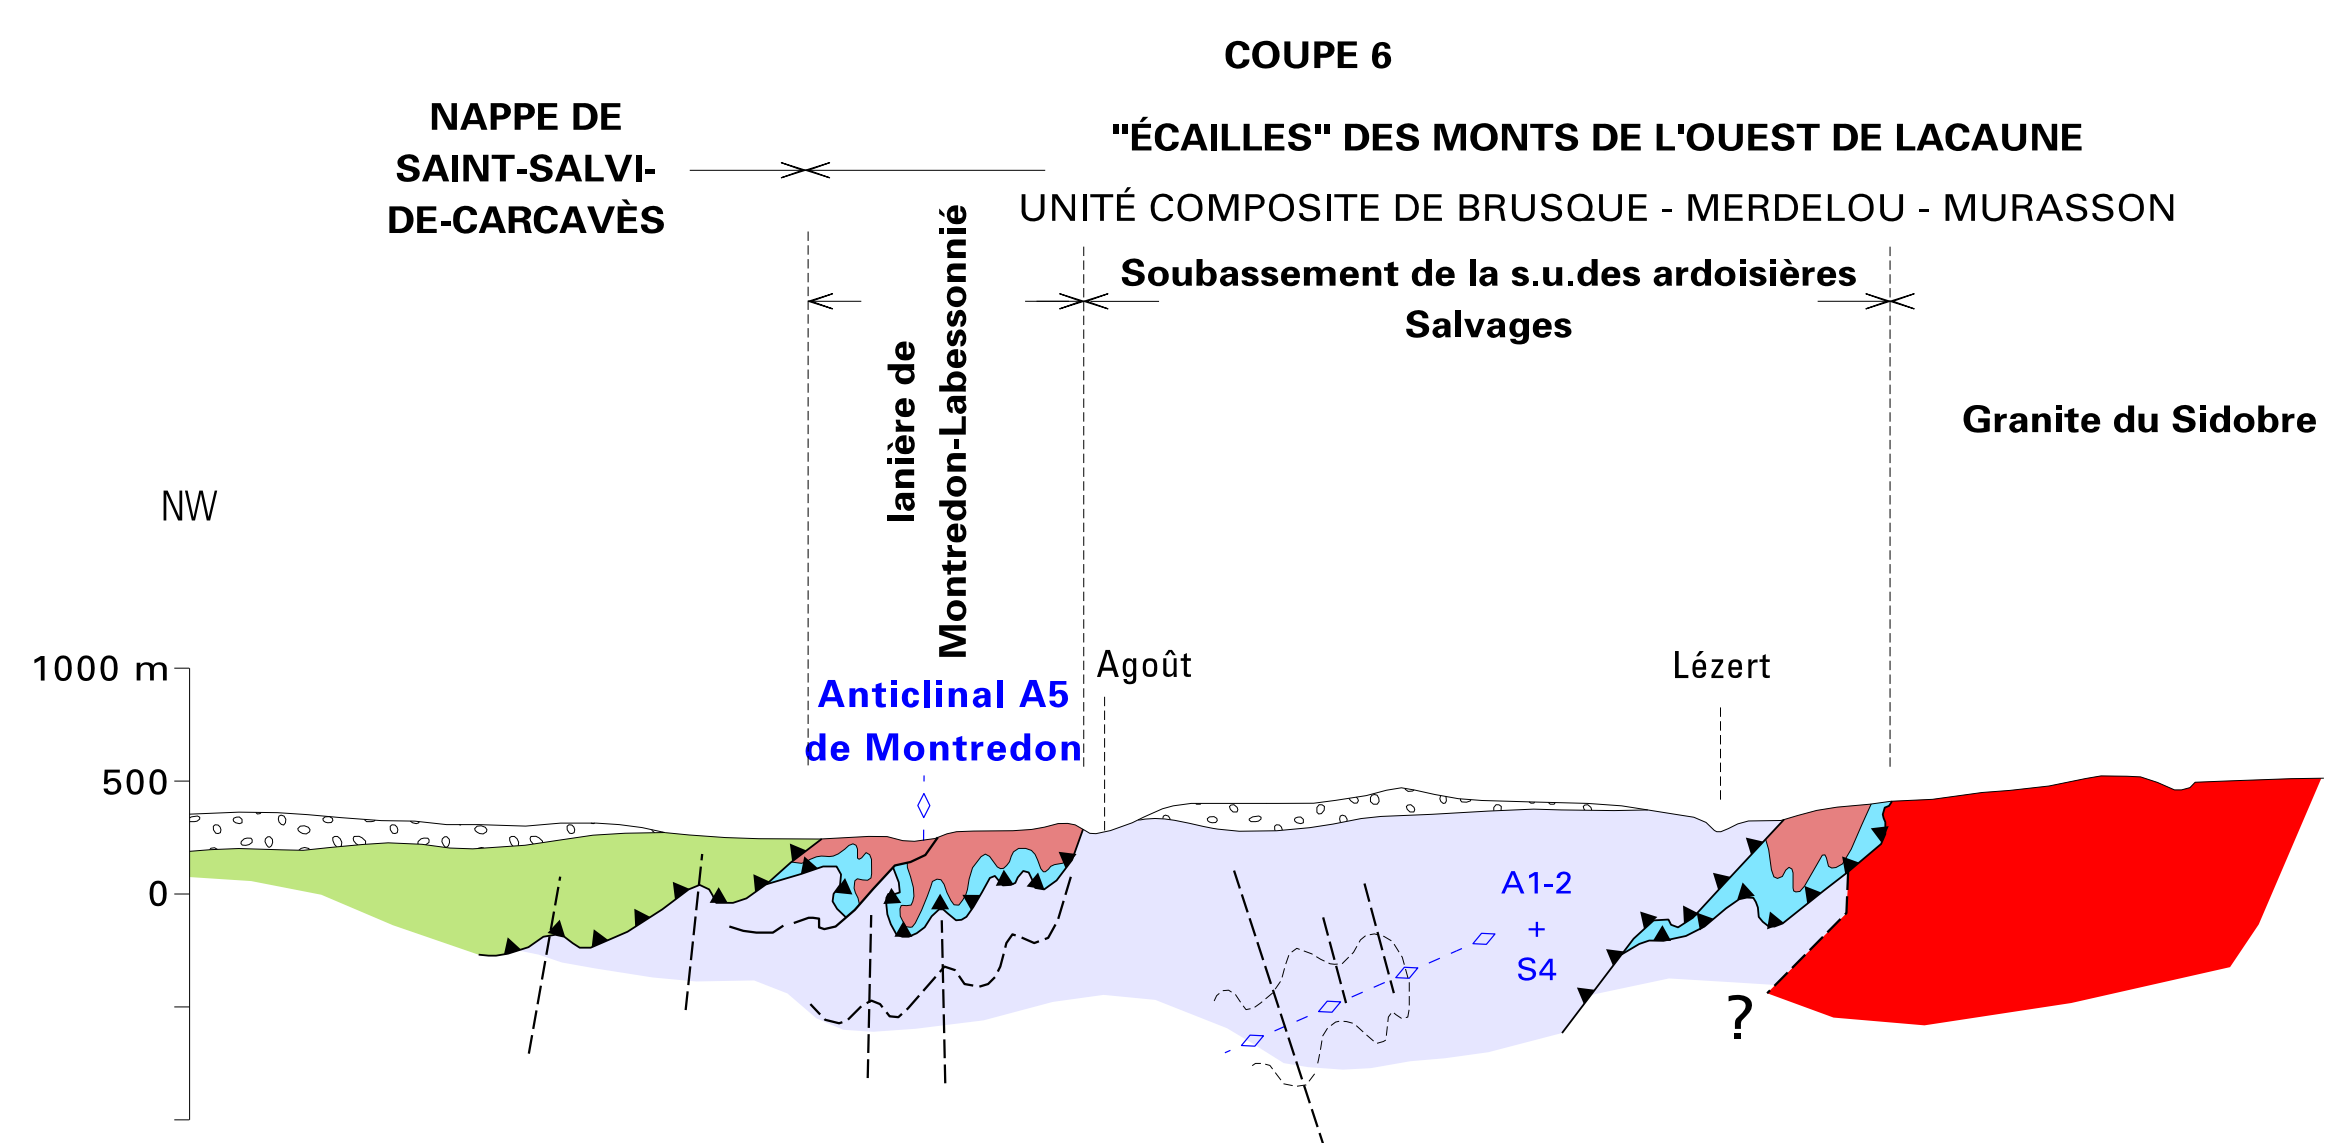 COUPE 6
NAPPE DE
SAINT-SALVI-
DE-CARCAVÈS
"ÉCAILLES" DES MONTS DE L'OUEST DE LACAUNE
UNITÉ COMPOSITE DE BRUSQUE - MERDELOU - MURASSON
Soubassement de la s.u.des ardoisières
Salvages
lanière de
Montredon-Labessonnié
Granite du Sidobre
NW
1000 m
500
0
Anticlinal A5
de Montredon
Agoût
Lézert
A1-2
+
S4
?